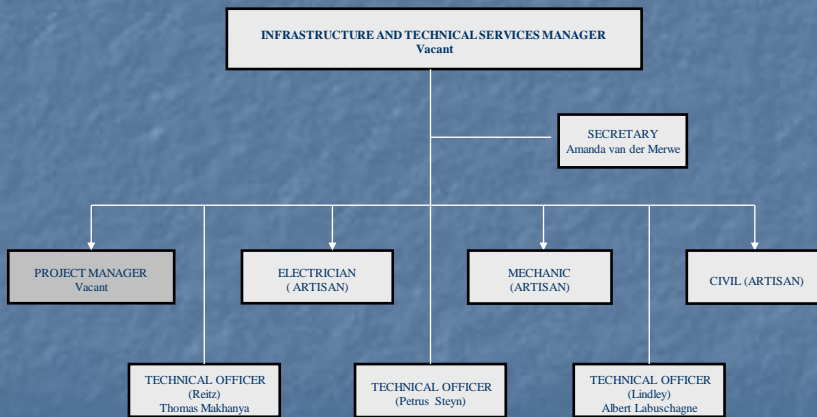 INFRASTRUCTURE AND TECHNICAL SERVICES MANAGER
Vacant
SECRETARY
Amanda van der Merwe
PROJECT MANAGER
Vacant
ELECTRICIAN
( ARTISAN)
MECHANIC
(ARTISAN)
CIVIL (ARTISAN)
TECHNICAL OFFICER
(Reitz)
Thomas Makhanya
TECHNICAL OFFICER
(Petrus Steyn)
TECHNICAL OFFICER
(Lindley)
Albert Labuschagne